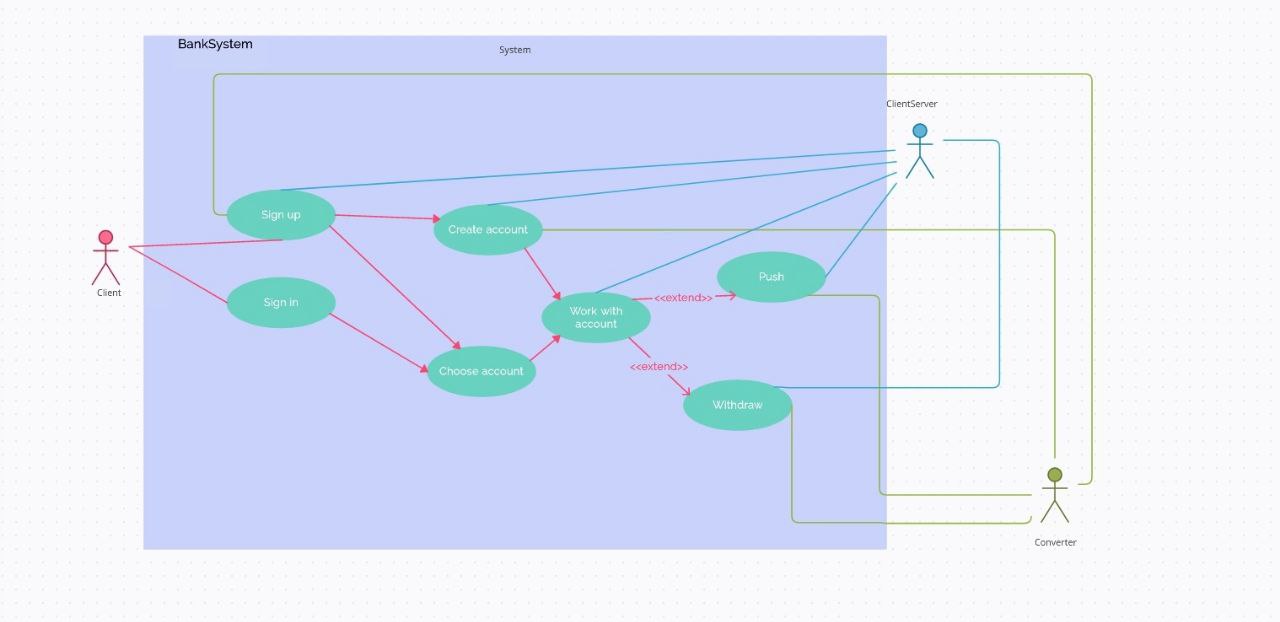 BankSystem
System
ClientServer
Sign up
Create account
Client
Sign in
Push
<<extend>>
Work with
account
<<extend>>
Choose account
Withdraw
Converter